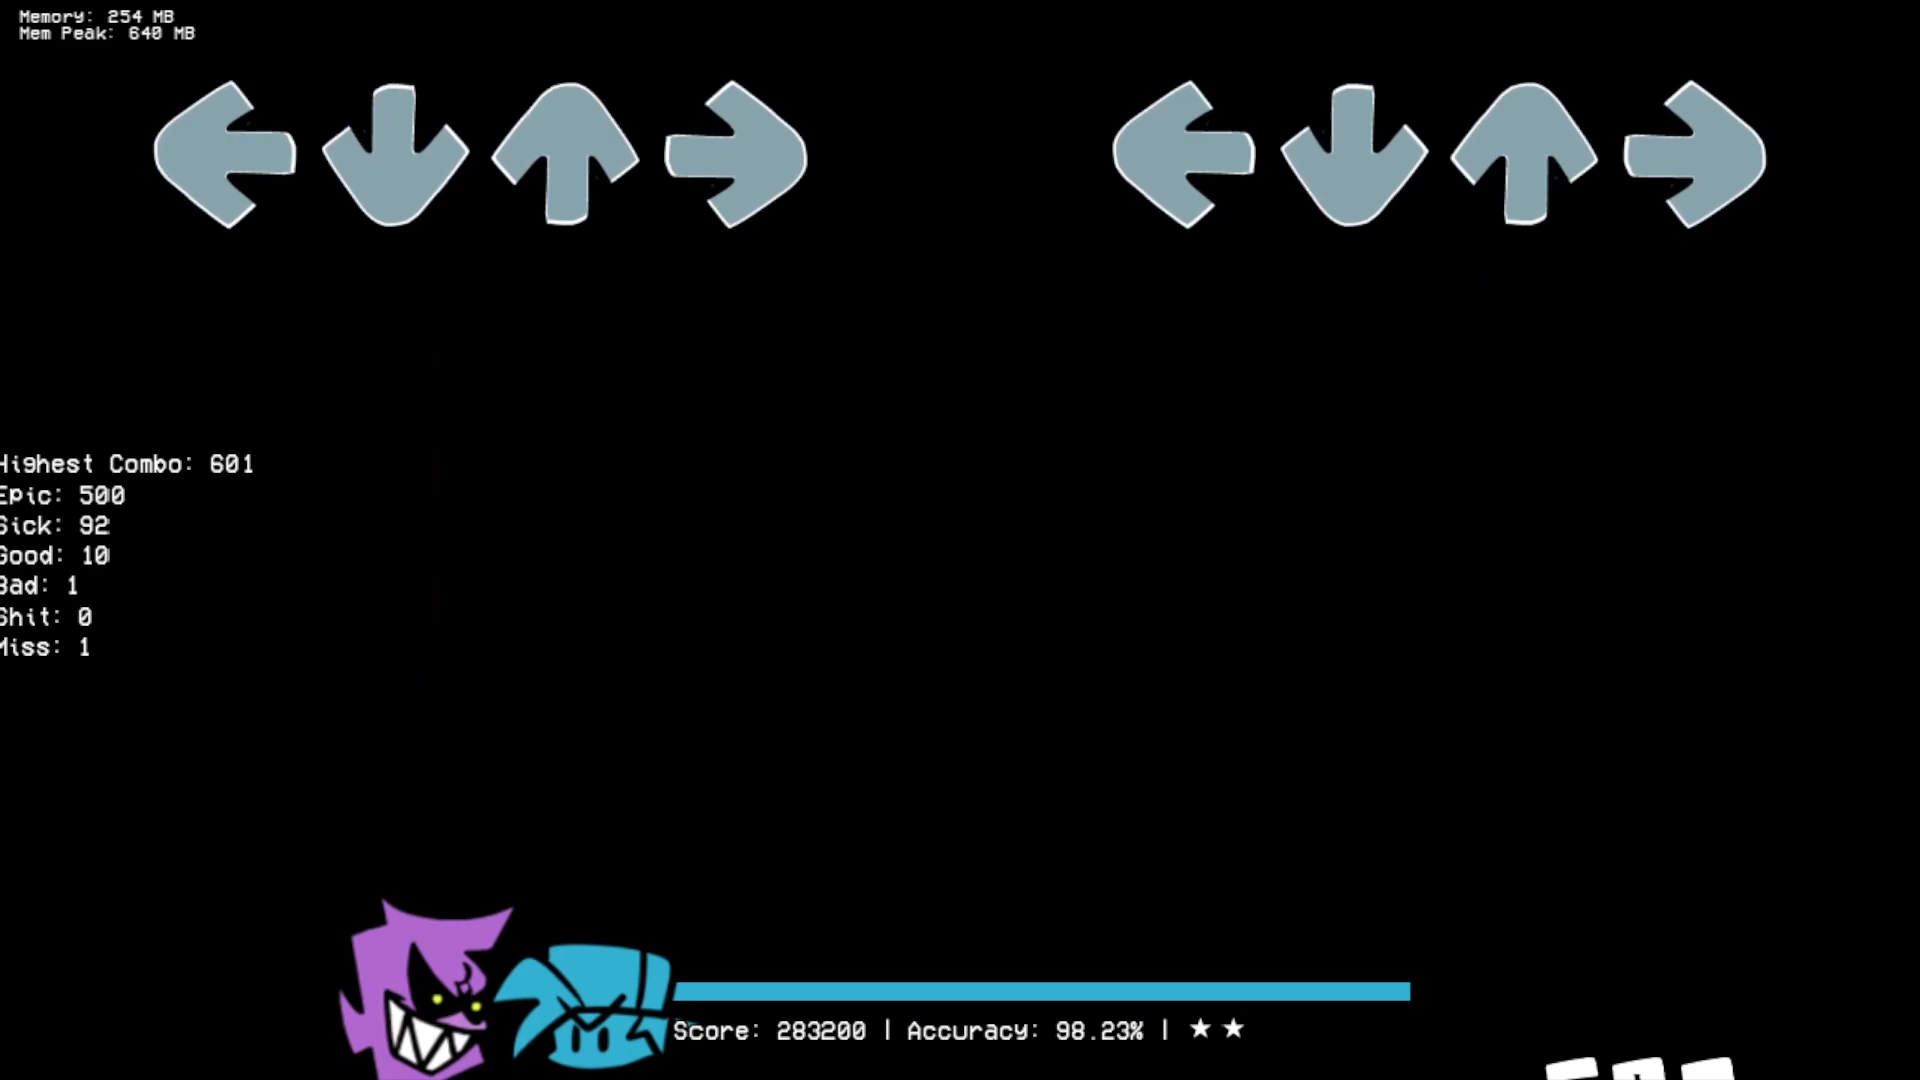 Memory: 254 MB
Mem Peak: 640 MB
Highest Combo: 601
Epic: 500
Sick: 92
Good: 10
Bad: 1
Shit: 0
Miss: 1
Score: 283200 | Accuracy: 98.23% | ★ ★